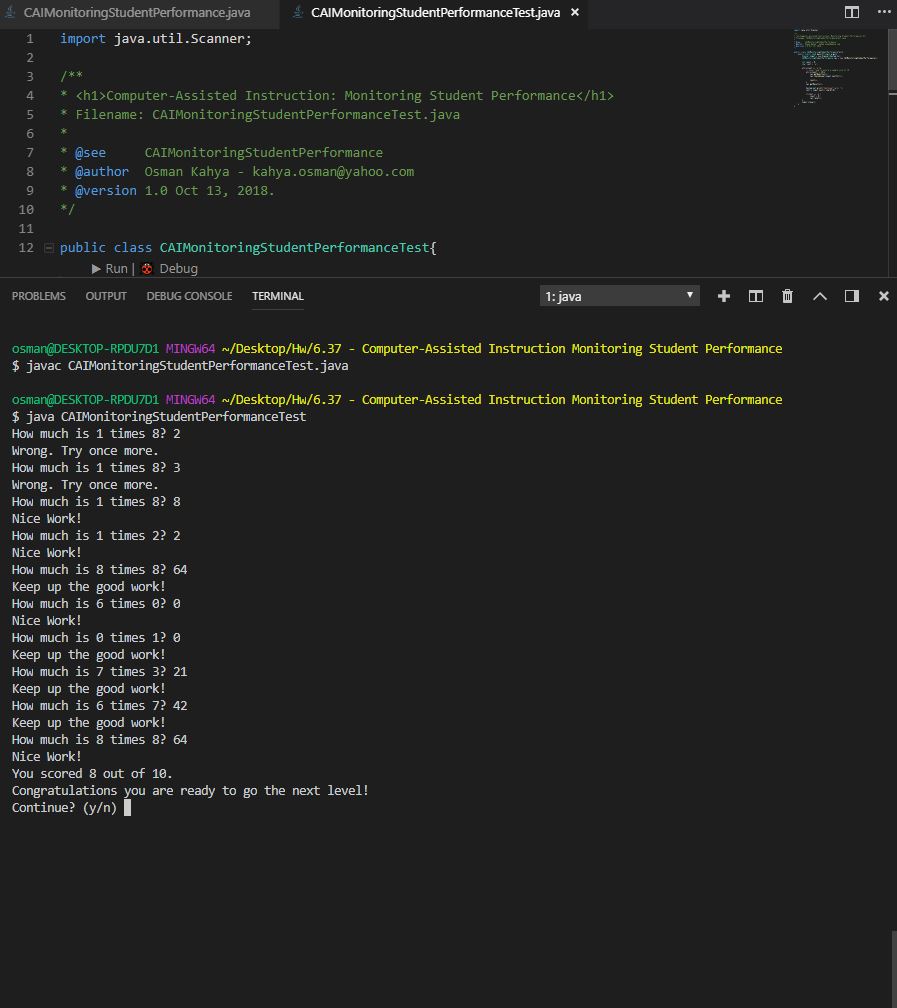 CAIMonitoringStudentPerformance.java CAIMonitoringStudentPerformanceTest.java ×
1 import java.util.Scanner;
2
3 /**
4 * <h1>Computer-Assisted Instruction: Monitoring Student Performance</h1>
5 * Filename: CAIMonitoringStudentPerformanceTest.java
6 *
7 * @see CAIMonitoringStudentPerformance
8 * @author Osman Kahya - kahya.osman@yahoo.com
9 * @version 1.0 Oct 13, 2018.
10 */
11
12 public class CAIMonitoringStudentPerformanceTest{
Run | Debug
PROBLEMS OUTPUT DEBUG CONSOLE TERMINAL 1: java
osman@DESKTOP-RPDU7D1 MINGW64 ~/Desktop/Hw/6.37 - Computer-Assisted Instruction Monitoring Student Performance
$ javac CAIMonitoringStudentPerformanceTest.java
osman@DESKTOP-RPDU7D1 MINGW64 ~/Desktop/Hw/6.37 - Computer-Assisted Instruction Monitoring Student Performance
$ java CAIMonitoringStudentPerformanceTest
How much is 1 times 8? 2
Wrong. Try once more.
How much is 1 times 8? 3
Wrong. Try once more.
How much is 1 times 8? 8
Nice Work!
How much is 1 times 2? 2
Nice Work!
How much is 8 times 8? 64
Keep up the good work!
How much is 6 times 0? 0
Nice Work!
How much is 0 times 1? 0
Keep up the good work!
How much is 7 times 3? 21
Keep up the good work!
How much is 6 times 7? 42
Keep up the good work!
How much is 8 times 8? 64
Nice Work!
You scored 8 out of 10.
Congratulations you are ready to go the next level!
Continue? (y/n)